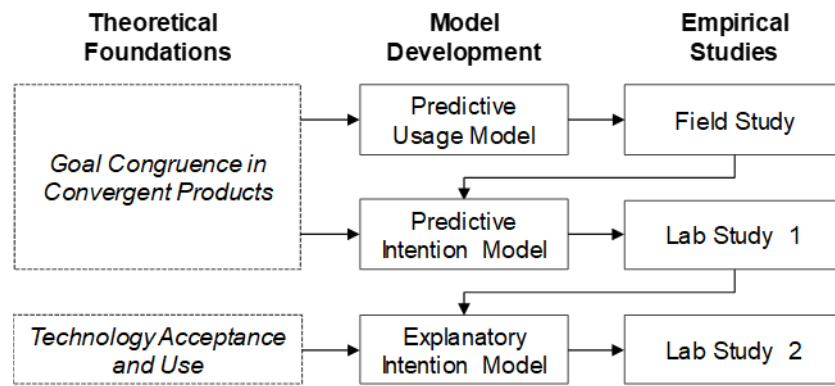 Theoretical
Foundations
Model
Development
Empirical
Studies
Goal Congruence in
Convergent Products
Predictive
Usage Model
Field Study
Predictive
Intention Model
Lab Study 1
Technology Acceptance
and Use
Explanatory
Intention Model
Lab Study 2